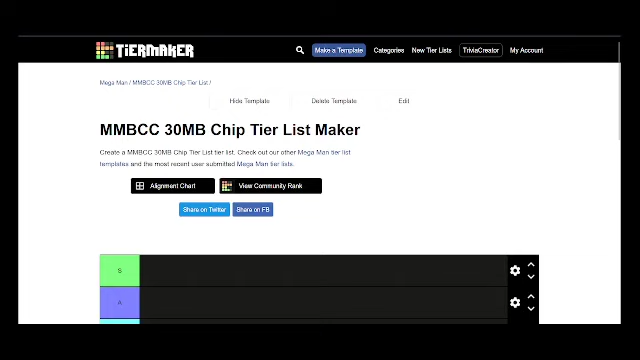 TIERMAKER Make a Template Categories New Tier Lists TriviaCreator My Account
Mega Man / MMBCC 30MB Chip Tier List /
Hide Template Delete Template Edit
MMBCC 30MB Chip Tier List Maker
Create a MMBCC 30MB Chip Tier List tier list. Check out our other Mega Man tier list
templates and the most recent user submitted Mega Man tier lists.
Alignment Chart View Community Rank
Share on Twitter Share on FB
S
A